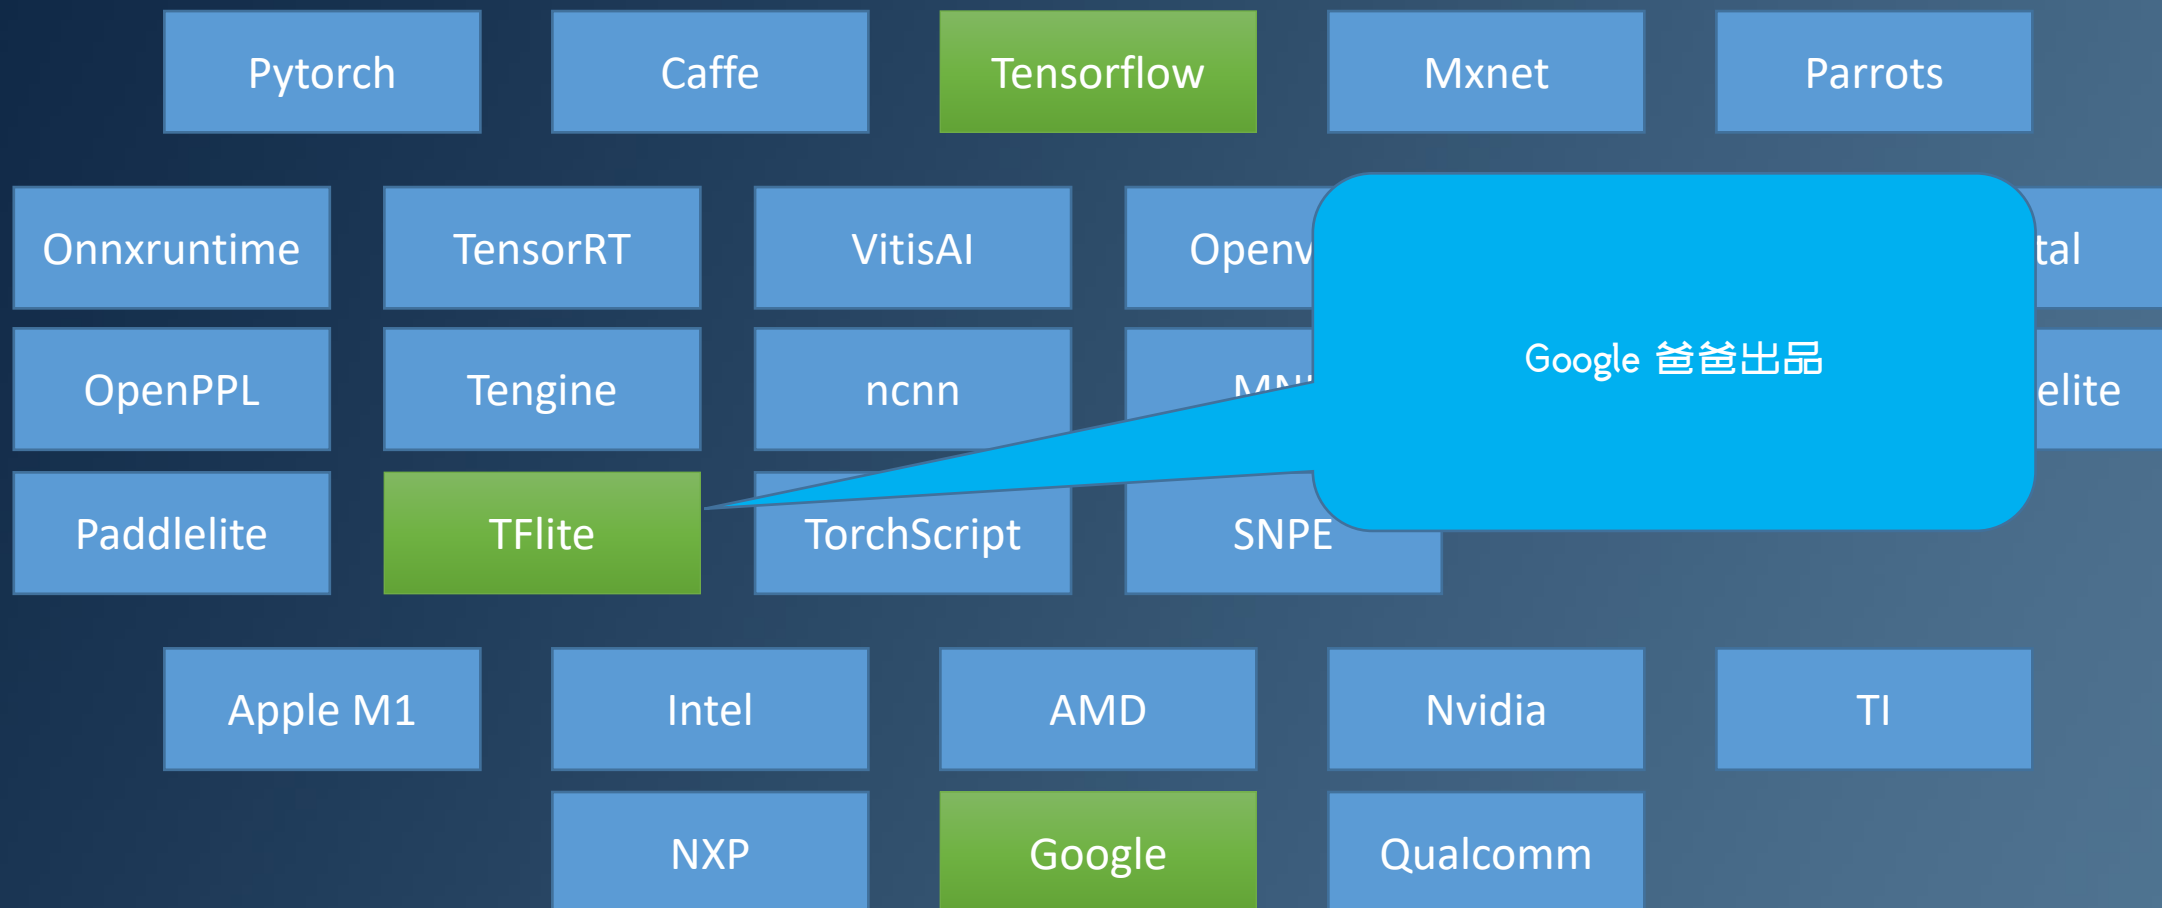 Pytorch
Caffe
Tensorflow
Mxnet
Parrots
Onnxruntime
TensorRT
VitisAI
Openv
tal
OpenPPL
Tengine
ncnn
Google 爸爸出品
elite
Paddlelite
TFlite
TorchScript
SNPE
Apple M1
Intel
AMD
Nvidia
TI
NXP
Google
Qualcomm